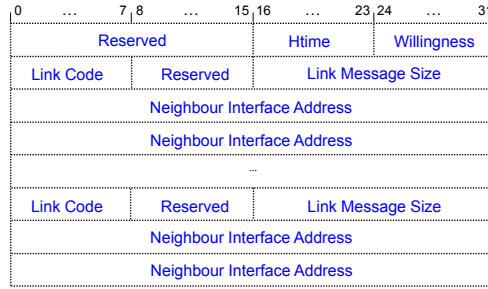 0 ... 7 8 ... 15 16 ... 23 24 ... 31
Reserved Htime Willingness
Link Code Reserved Link Message Size
Neighbour Interface Address
Neighbour Interface Address
...
Link Code Reserved Link Message Size
Neighbour Interface Address
Neighbour Interface Address